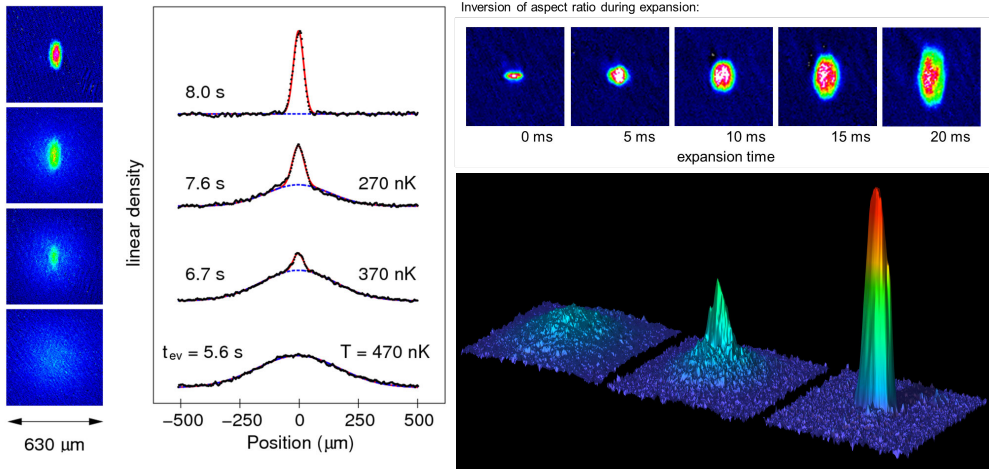 Inversion of aspect ratio during expansion:
0 ms
5 ms
10 ms
15 ms
20 ms
expansion time
linear density
8.0 s
7.6 s
270 nK
6.7 s
370 nK
t_ev = 5.6 s
T = 470 nK
−500
−250
0
250
500
Position (μm)
630 μm